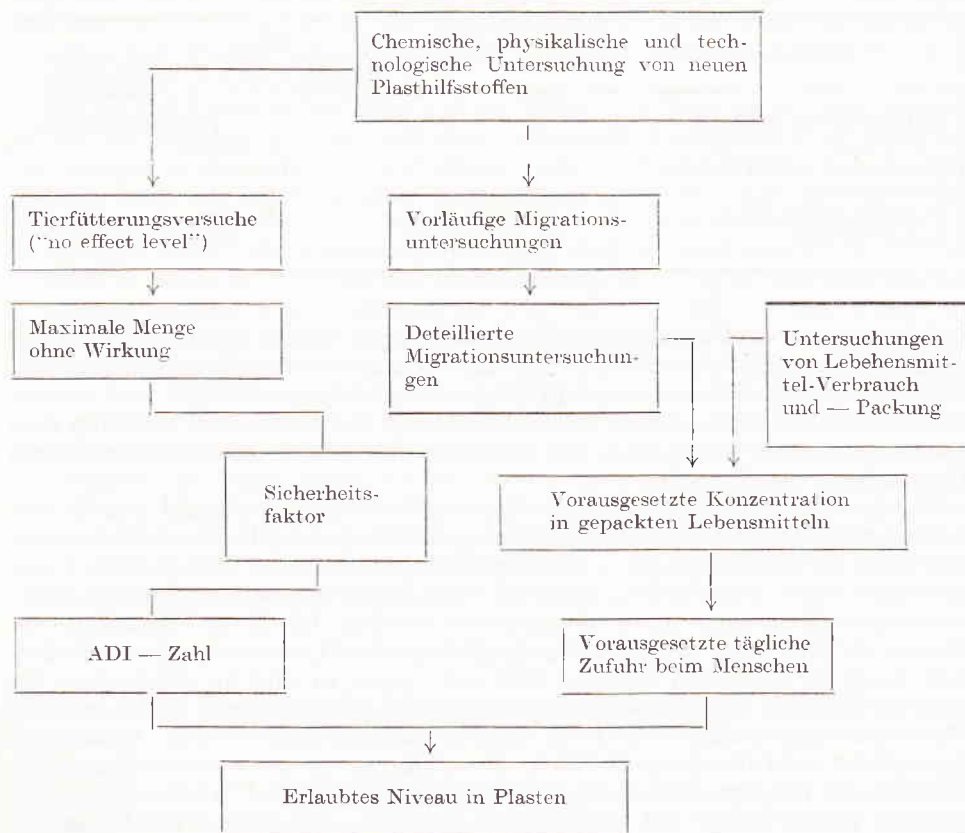 Chemische, physikalische und tech-
nologische Untersuchung von neuen
Plasthilfsstoffen
Tierfütterungsversuche
(“no effect level”)
Vorläufige Migrations-
untersuchungen
Maximale Menge
ohne Wirkung
Deteillierte
Migrationsuntersuchun-
gen
Untersuchungen
von Lebehensmit-
tel-Verbrauch
und — Packung
Sicherheits-
faktor
Vorausgesetzte Konzentration
in gepackten Lebensmitteln
ADI — Zahl
Vorausgesetzte tägliche
Zufuhr beim Menschen
Erlaubtes Niveau in Plasten